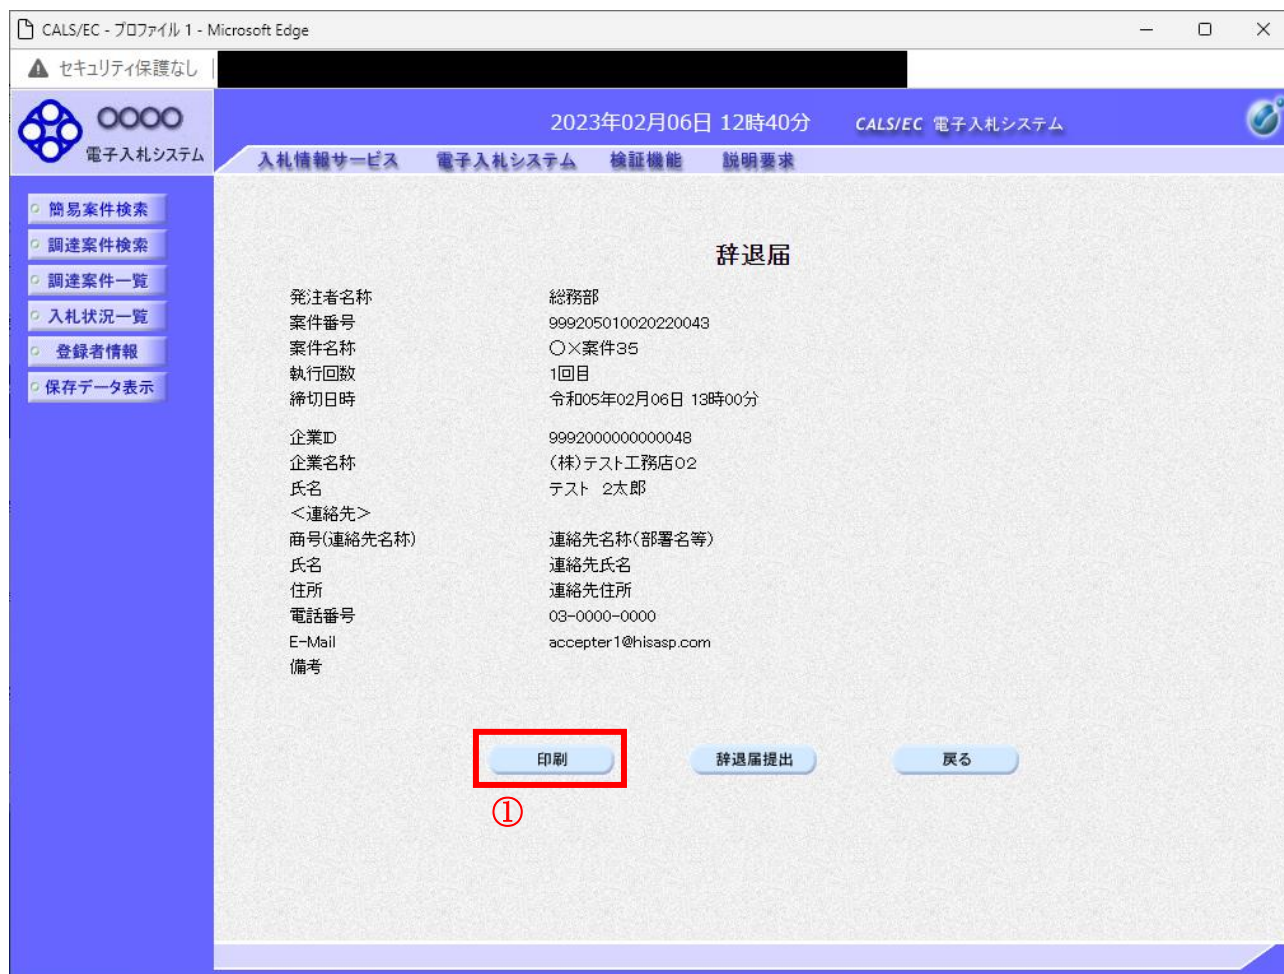 CALS/EC - プロファイル 1 - Microsoft Edge
セキュリティ保護なし
○○○○
電子入札システム
2023年02月06日 12時40分 CALS/EC 電子入札システム
入札情報サービス 電子入札システム 検証機能 説明要求
簡易案件検索
調達案件検索
調達案件一覧
入札状況一覧
登録者情報
保存データ表示
辞退届
発注者名称 総務部
案件番号 999205010020220043
案件名称 ○×案件35
執行回数 1回目
締切日時 令和05年02月06日 13時00分
企業ID 9992000000000048
企業名称 (株)テスト工務店02
氏名 テスト 2太郎
<連絡先>
商号(連絡先名称) 連絡先名称(部署名等)
氏名 連絡先氏名
住所 連絡先住所
電話番号 03-0000-0000
E-Mail accepter1@hisasp.com
備考
印刷 辞退届提出 戻る
①